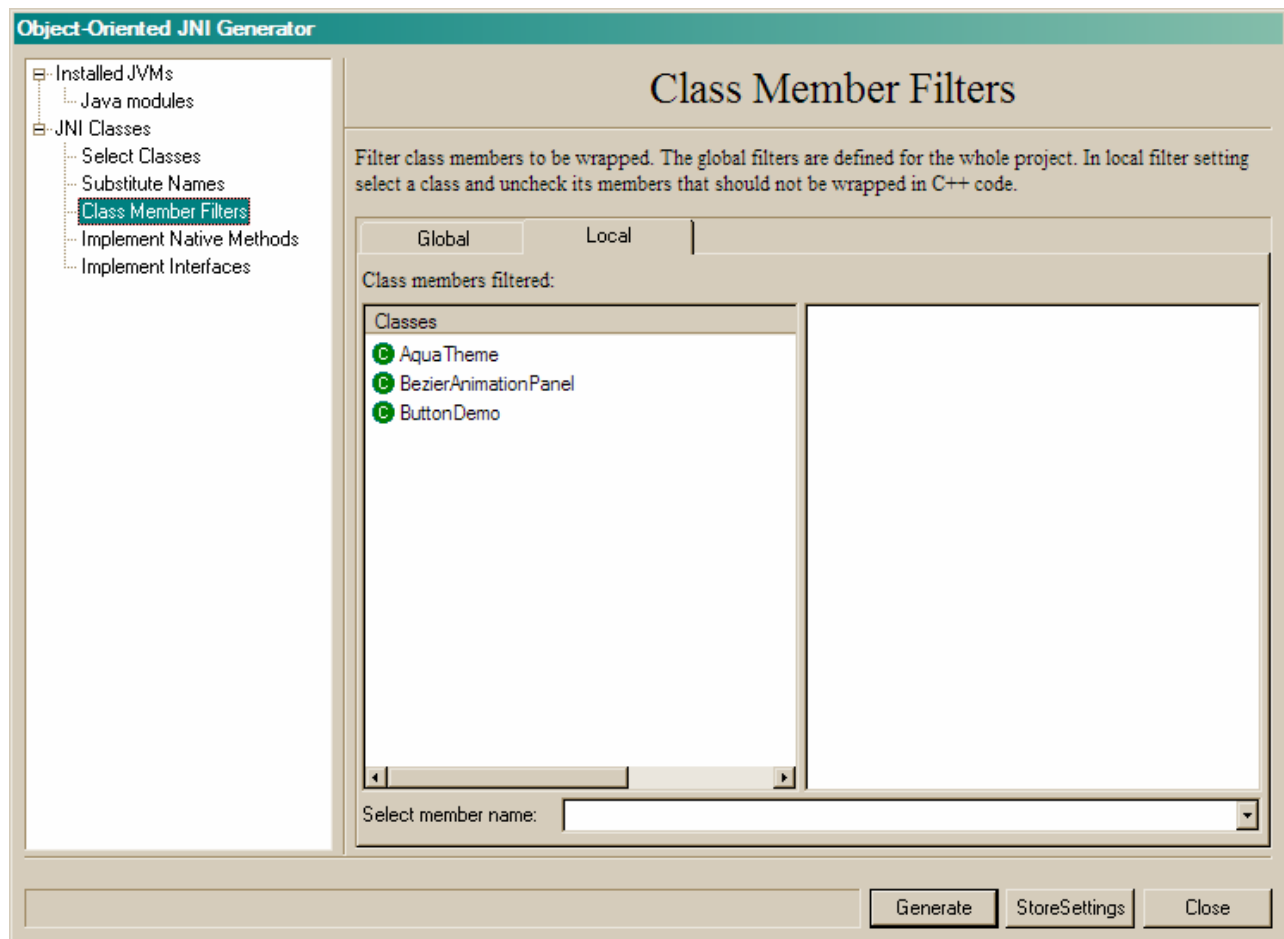 Object-Oriented JNI Generator
Installed JVMs
Java modules
JNI Classes
Select Classes
Substitute Names
Class Member Filters
Implement Native Methods
Implement Interfaces
Class Member Filters
Filter class members to be wrapped. The global filters are defined for the whole project. In local filter setting
select a class and uncheck its members that should not be wrapped in C++ code.
Global Local
Class members filtered:
Classes
C AquaTheme
C BezierAnimationPanel
C ButtonDemo
Select member name:
Generate StoreSettings Close